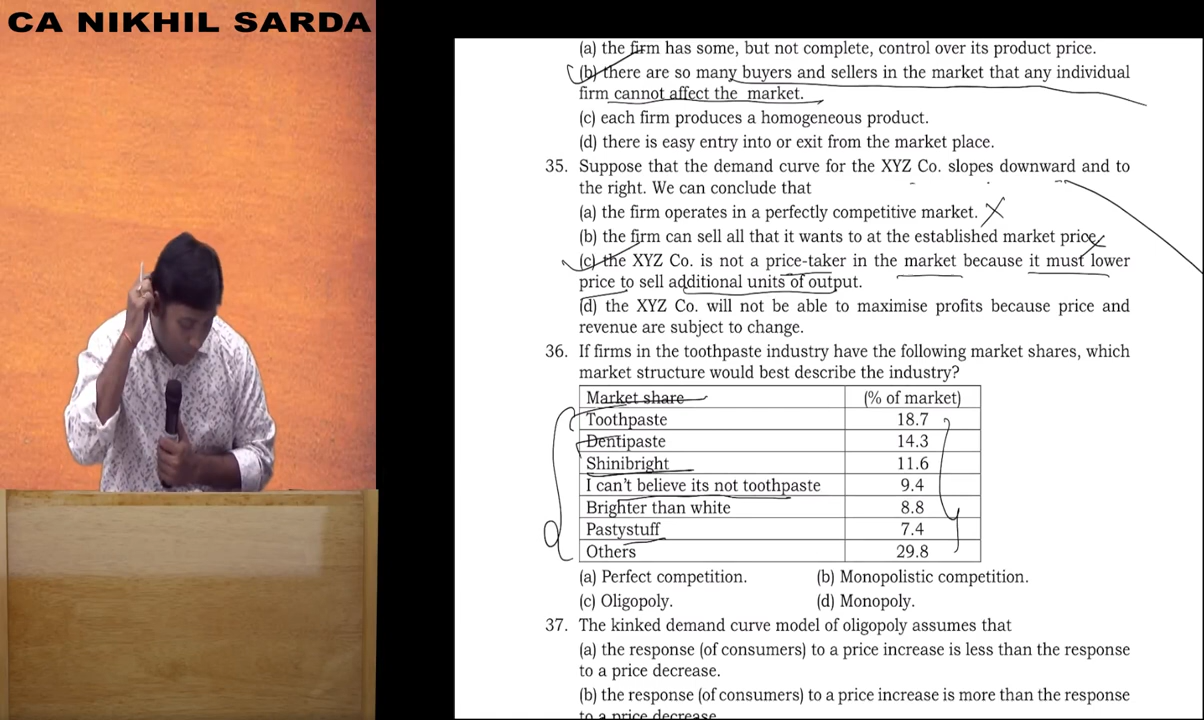 CA NIKHIL SARDA
(a) the firm has some, but not complete, control over its product price.
(b) there are so many buyers and sellers in the market that any individual
firm cannot affect the market.
(c) each firm produces a homogeneous product.
(d) there is easy entry into or exit from the market place.
35. Suppose that the demand curve for the XYZ Co. slopes downward and to
the right. We can conclude that
(a) the firm operates in a perfectly competitive market.
(b) the firm can sell all that it wants to at the established market price.
(c) the XYZ Co. is not a price-taker in the market because it must lower
price to sell additional units of output.
(d) the XYZ Co. will not be able to maximise profits because price and
revenue are subject to change.
36. If firms in the toothpaste industry have the following market shares, which
market structure would best describe the industry?
Market share (% of market)
Toothpaste 18.7
Dentipaste 14.3
Shinibright 11.6
I can't believe its not toothpaste 9.4
Brighter than white 8.8
Pastystuff 7.4
Others 29.8
(a) Perfect competition. (b) Monopolistic competition.
(c) Oligopoly. (d) Monopoly.
37. The kinked demand curve model of oligopoly assumes that
(a) the response (of consumers) to a price increase is less than the response
to a price decrease.
(b) the response (of consumers) to a price increase is more than the response
to a price decrease